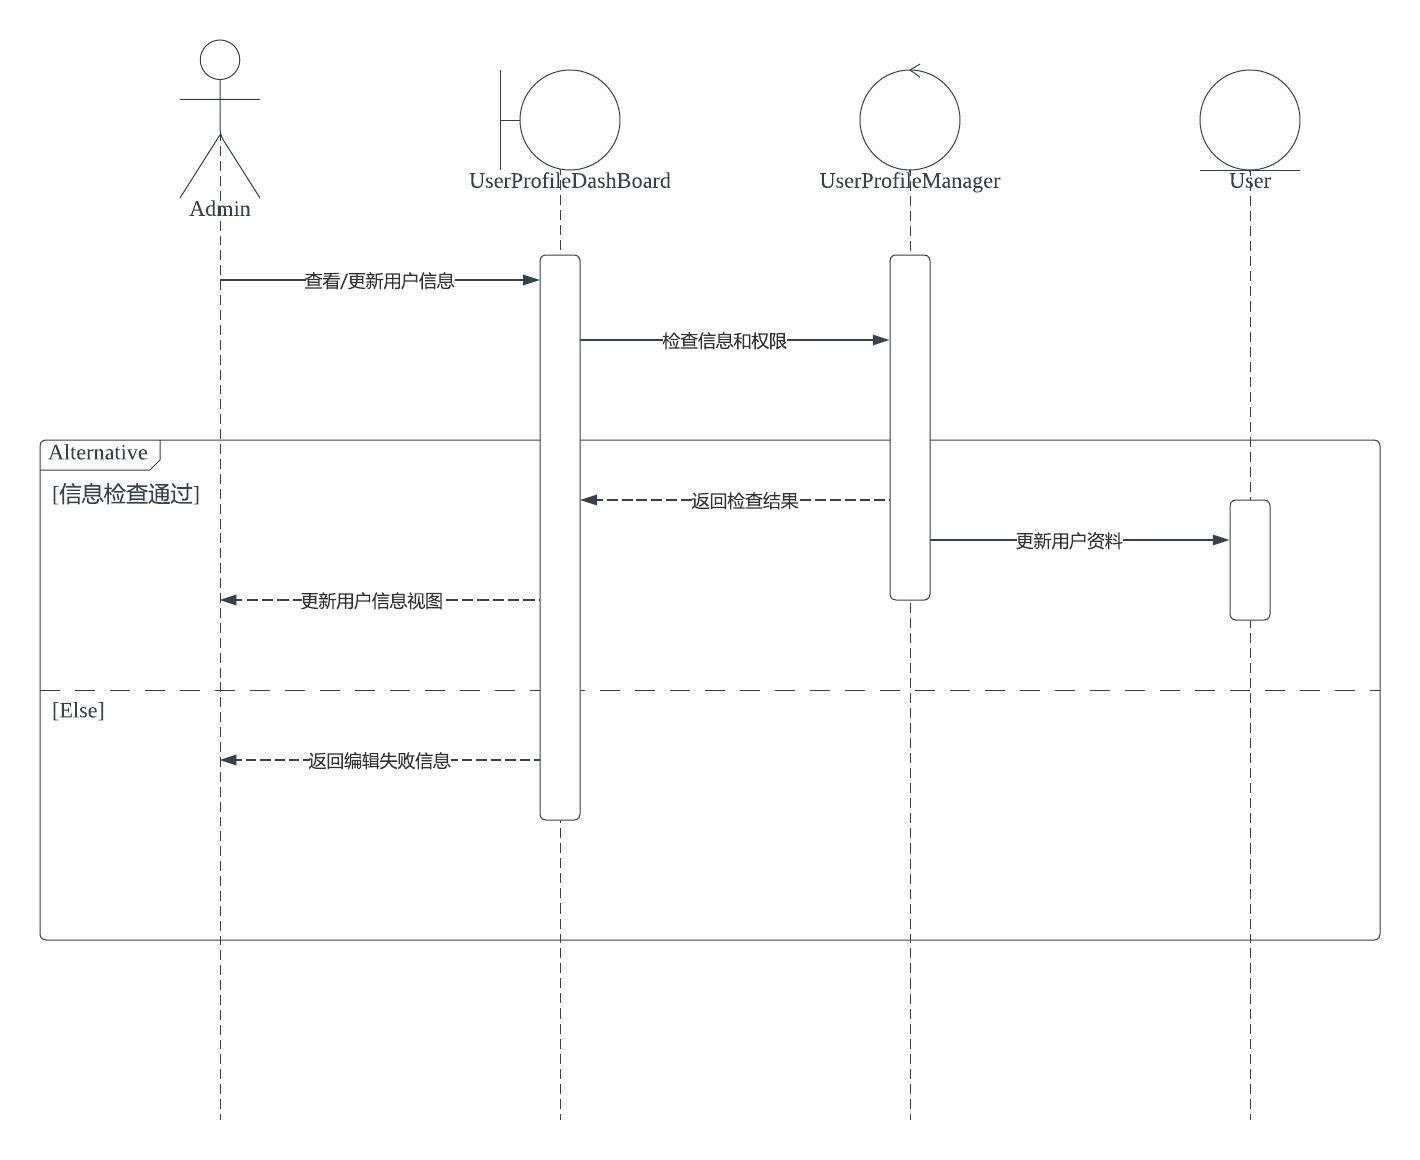 Admin
UserProfileDashBoard
UserProfileManager
User
查看/更新用户信息
检查信息和权限
Alternative
[信息检查通过]
返回检查结果
更新用户资料
更新用户信息视图
[Else]
返回编辑失败信息